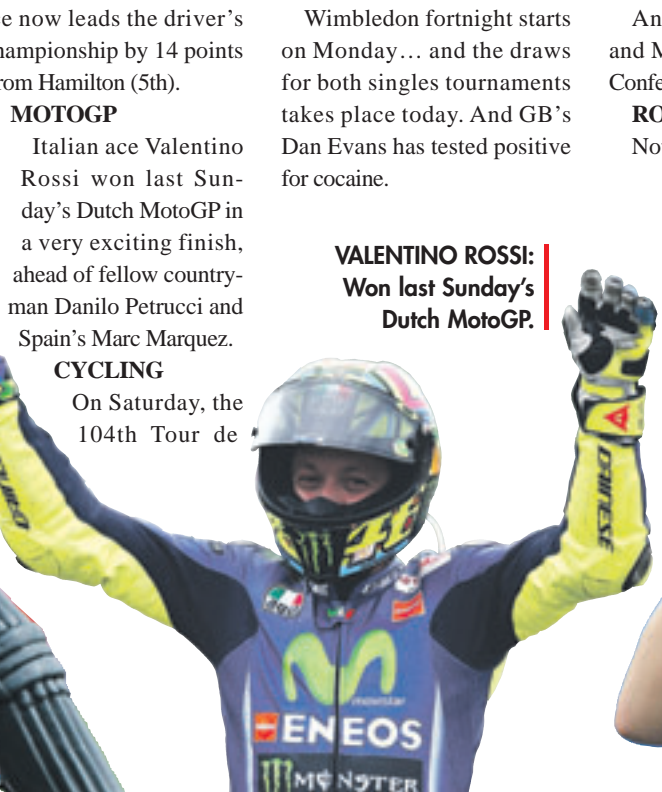 e now leads the driver's
hampionship by 14 points
rom Hamilton (5th).
MOTOGP
Italian ace Valentino
Rossi won last Sun-
day's Dutch MotoGP in
a very exciting finish,
ahead of fellow country-
man Danilo Petrucci and
Spain's Marc Marquez.
CYCLING
On Saturday, the
104th Tour de
Wimbledon fortnight starts
on Monday… and the draws
for both singles tournaments
takes place today. And GB's
Dan Evans has tested positive
for cocaine.
VALENTINO ROSSI:
Won last Sunday's
Dutch MotoGP.
An
and M
Confe
RO
No
DAINESE
46
AGV
movistar
ENEOS
MONSTER